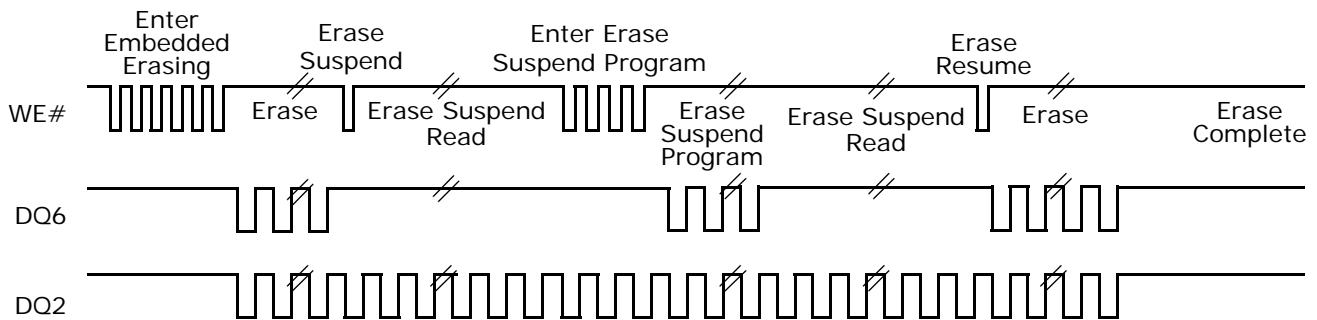 Enter
Embedded
Erasing
Erase
Suspend
Enter Erase
Suspend Program
Erase
Resume
WE#
Erase
Erase Suspend
Read
Erase
Suspend
Program
Erase Suspend
Read
Erase
Erase
Complete
DQ6
DQ2